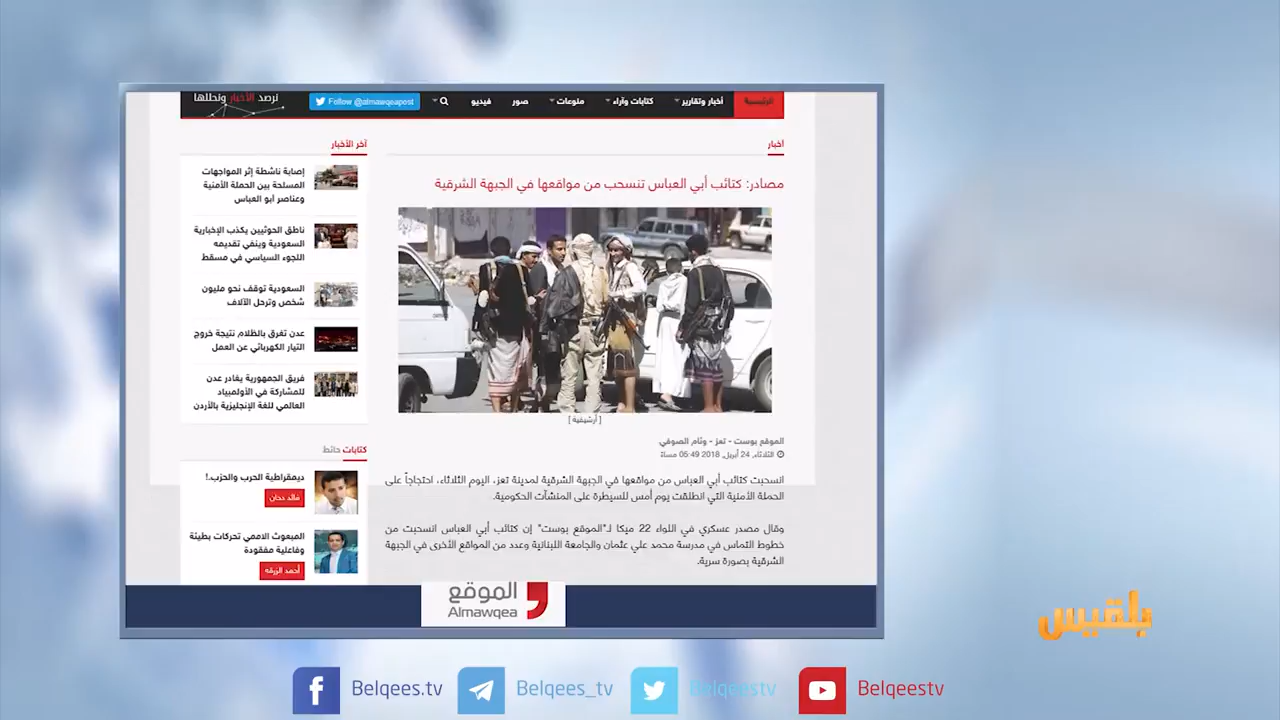 الرئيسية
أخبار وتقارير
كتابات وآراء
منوعات
صور
فيديو
Follow @almawqeapost
نرصد الأخبار ونحللها
أخبار
مصادر: كتائب أبي العباس تنسحب من مواقعها في الجبهة الشرقية
[ أرشيفية ]
الموقع بوست - تعز - وئام الصوفي
الثلاثاء, 24 أبريل, 2018 05:49 مساءً
انسحبت كتائب أبي العباس من مواقعها في الجبهة الشرقية لمدينة تعز، اليوم الثلاثاء، احتجاجاً على
الحملة الأمنية التي انطلقت يوم أمس للسيطرة على المنشآت الحكومية.
وقال مصدر عسكري في اللواء 22 ميكا لـ"الموقع بوست" إن كتائب أبي العباس انسحبت من
خطوط التماس في مدرسة محمد علي عثمان والجامعة اللبنانية وعدد من المواقع الأخرى في الجبهة
الشرقية بصورة سرية.
آخر الأخبار
إصابة ناشطة إثر المواجهات
المسلحة بين الحملة الأمنية
وعناصر أبو العباس
ناطق الحوثيين يكذب الإخبارية
السعودية وينفي تقديمه
اللجوء السياسي في مسقط
السعودية توقف نحو مليون
شخص وترحل الآلاف
عدن تغرق بالظلام نتيجة خروج
التيار الكهربائي عن العمل
فريق الجمهورية يغادر عدن
للمشاركة في الأولمبياد
العالمي للغة الإنجليزية بالأردن
كتابات حائط
ديمقراطية الحرب والحزب.!
خالد دحان
المبعوث الاممي تحركات بطيئة
وفاعلية مفقودة
أحمد الزرقه
الموقع
Almawqea
بلقيس
Belqees.tv
Belqees_tv
Belqeestv
Belqeestv